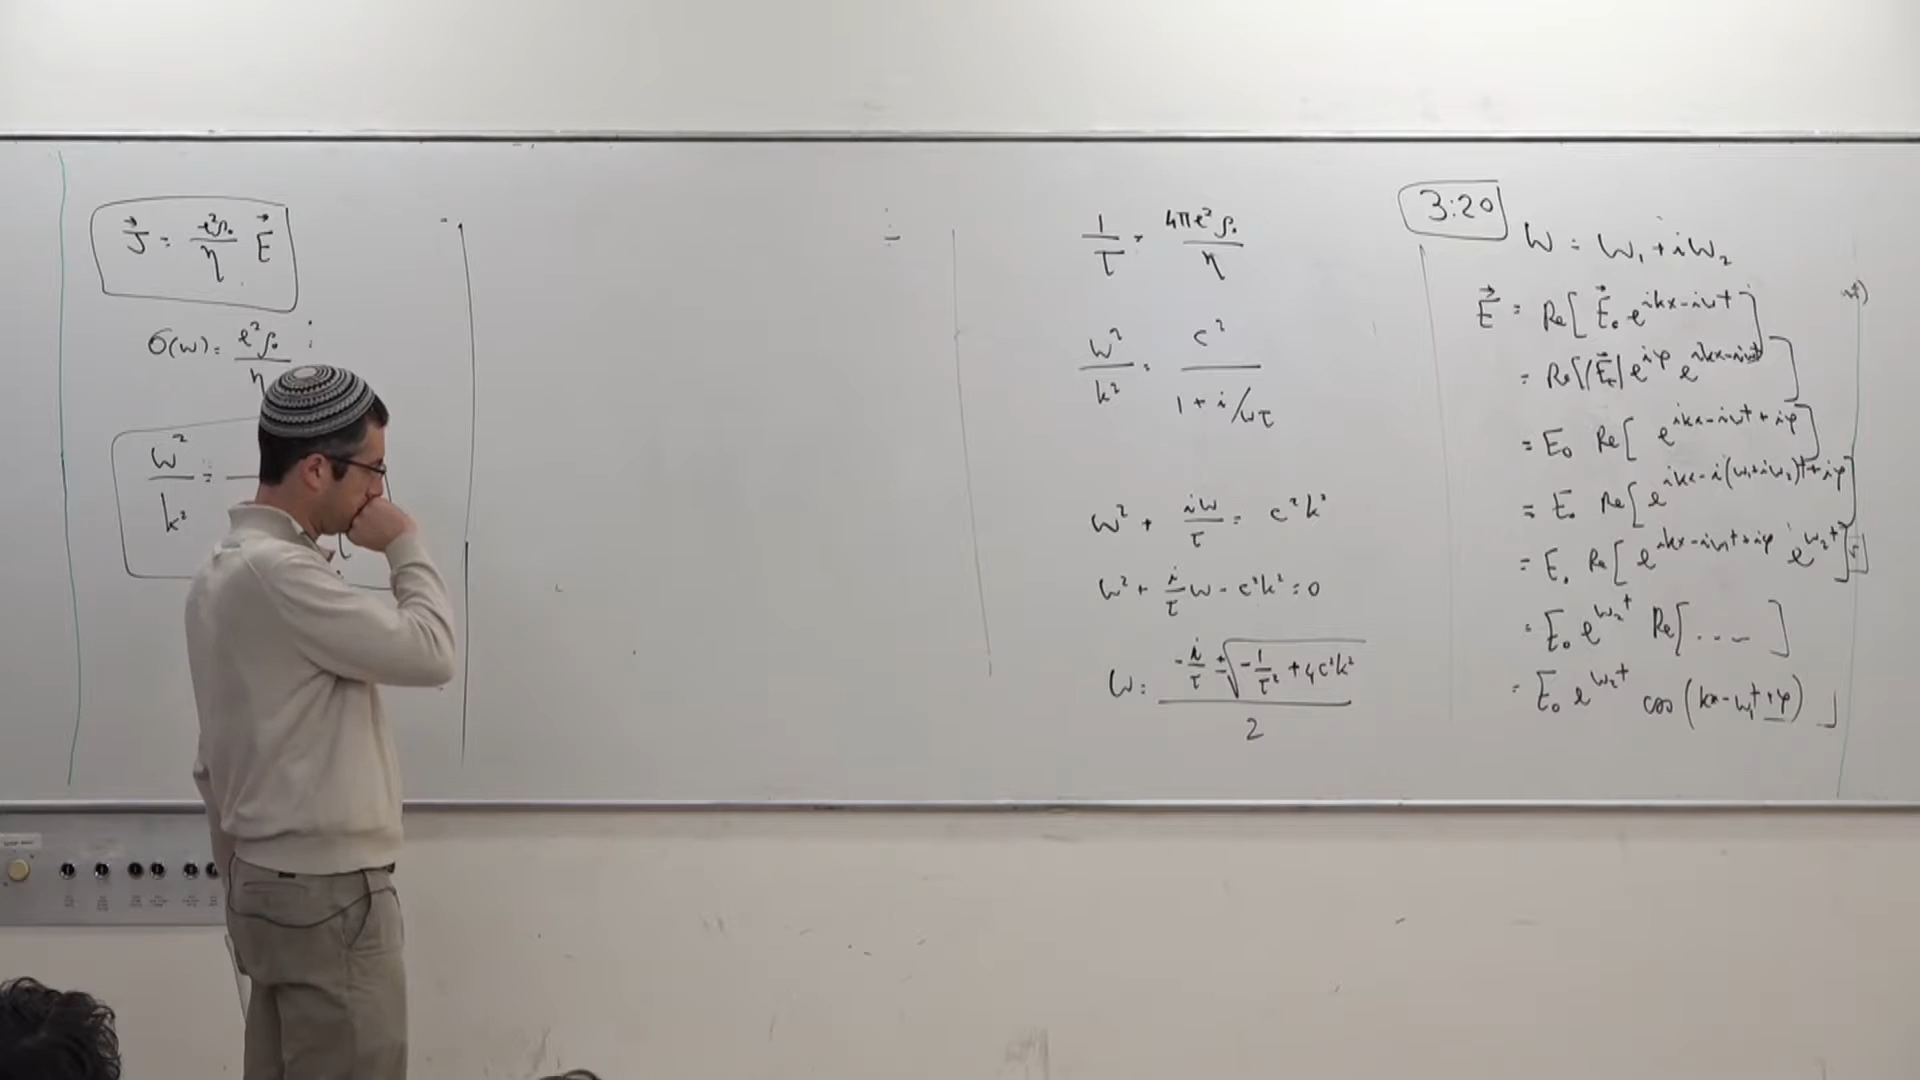 J⃗ = e²ρ₀/η E⃗
σ(ω) = e²ρ₀/η
ω²/k² =
1/τ = 4πe²ρ₀/η
ω²/k² = c²/(1 + i/ωτ)
ω² + iω/τ = c²k²
ω² + i/τ ω - c²k² = 0
ω = (-i/τ ± √(-1/τ² + 4c²k²))/2
3:20
ω = ω₁ + iω₂
E⃗ = Re[E⃗₀ e^(ikx-iωt)]
= Re[|E⃗₀| e^(iφ) e^(ikx-iωt)]
= E₀ Re[e^(ikx-iωt+iφ)]
= E₀ Re[e^(ikx-i(ω₁+iω₂)t+iφ)]
= E₀ Re[e^(ikx-iω₁t+iφ) e^(ω₂t)]
= E₀ e^(ω₂t) Re[....]
= E₀ e^(ω₂t) cos(kx-ω₁t+φ)